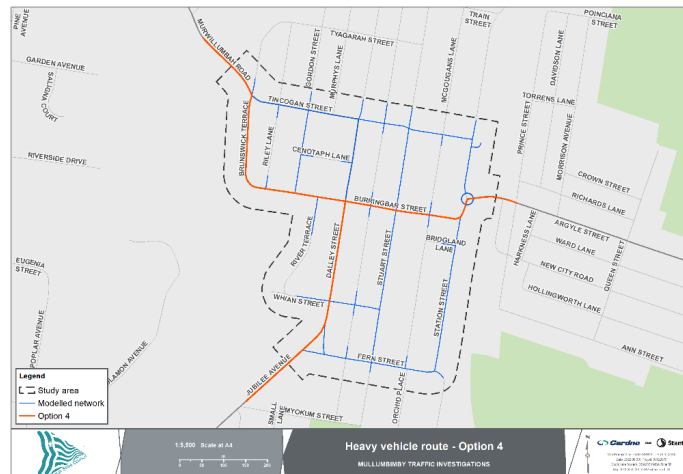 PINE
AVENUE
MURWILLUMBAH ROAD
GORDON STREET
MURPHYS LANE
TYAGARAH STREET
MCGOUGANS LANE
TRAIN
STREET
POINCIANA
STREET
DAVIDSON LANE
GARDEN AVENUE
TORRENS LANE
TINCOGAN STREET
PRINCE STREET
MORRISON AVENUE
RIVERSIDE DRIVE
BRUNSWICK TERRACE
RILEY LANE
CENOTAPH LANE
CROWN STREET
RICHARDS LANE
BURRINGBAR STREET
ARGYLE STREET
WARD LANE
NEW CITY ROAD
HOLLINGWORTH LANE
HARKNESS LANE
QUEEN STREET
BRIDGLAND
LANE
RIVER TERRACE
DALLEY STREET
STUART STREET
STATION STREET
EUGENIA
STREET
WHIAN STREET
POPLAR AVENUE
LAMON AVENUE
ANN STREET
FERN STREET
JUBILEE AVENUE
ORCHID PLACE
SMALL
LANE
MYOKUM STREET
Legend
Study area
Modelled network
Option 4
1:5,500 Scale at A4
Heavy vehicle route - Option 4
MULLUMBIMBY TRAFFIC INVESTIGATIONS
Cardno